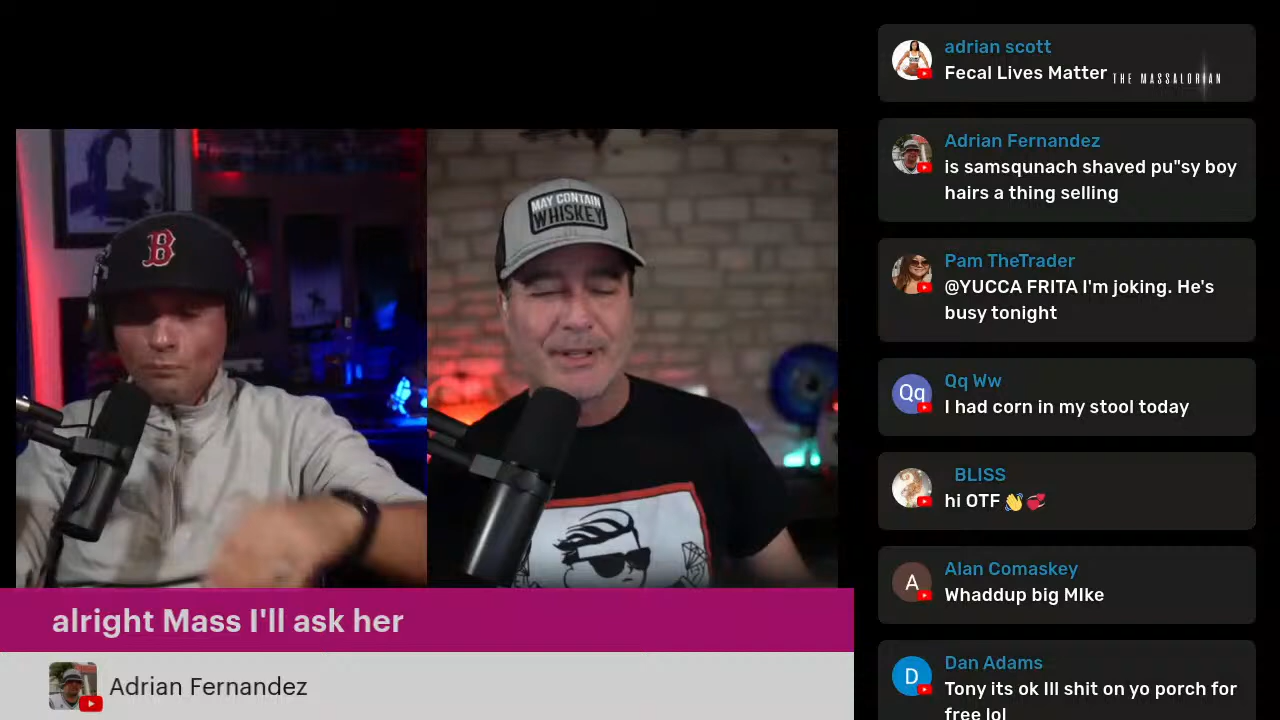 adrian scott
Fecal Lives Matter
THE MASSALORIAN
Adrian Fernandez
is samsqunach shaved pu"sy boy
hairs a thing selling
Pam TheTrader
@YUCCA FRITA I'm joking. He's
busy tonight
Qq Ww
Qq
I had corn in my stool today
BLISS
hi OTF 👋💞
Alan Comaskey
A
Whaddup big MIke
Dan Adams
D
Tony its ok Ill shit on yo porch for
free lol
B
MAY CONTAIN
WHISKEY
alright Mass I'll ask her
Adrian Fernandez